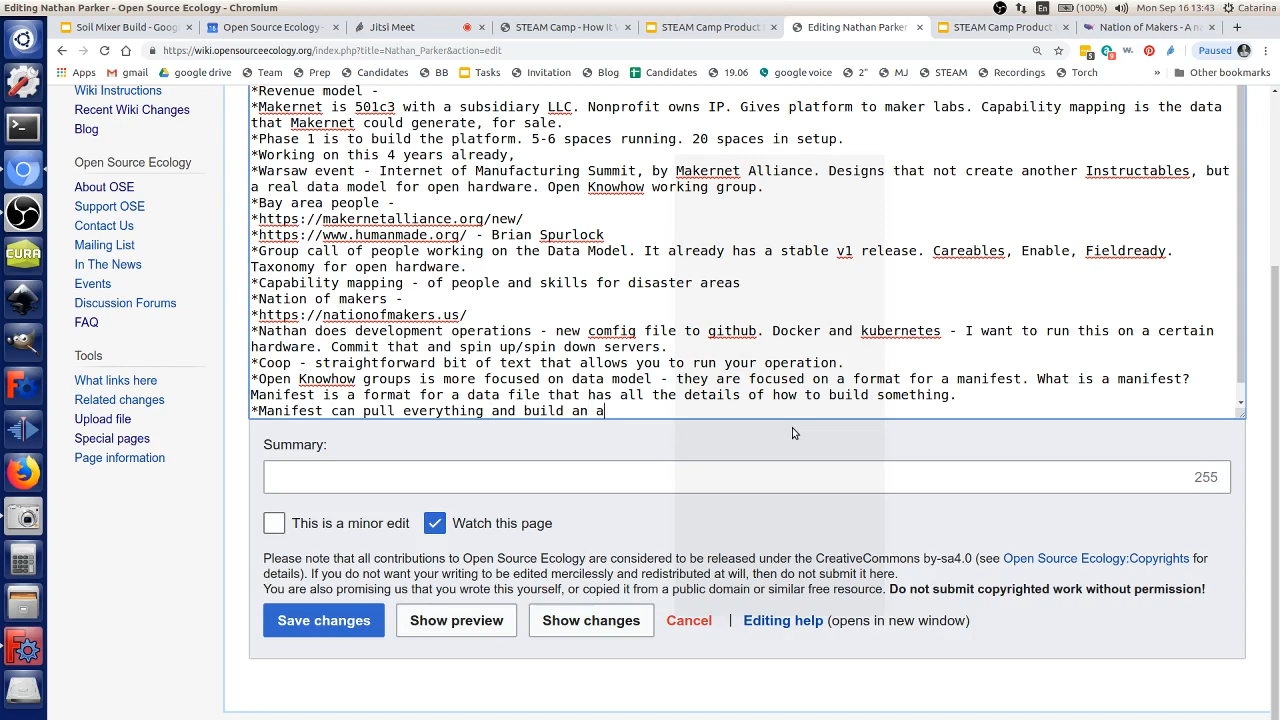 Editing Nathan Parker - Open Source Ecology - Chromium
En (100%) Mon Sep 16 13:43 Catarina
Soil Mixer Build - Goog
Open Source Ecology
Jitsi Meet
STEAM Camp - How It W
STEAM Camp Product I
Editing Nathan Parker
STEAM Camp Product I
Nation of Makers - A n
https://wiki.opensourceecology.org/index.php?title=Nathan_Parker&action=edit
Paused
Apps gmail google drive Team Prep Candidates BB Tasks Invitation Blog Candidates 19.06 google voice 2" MJ STEAM Recordings Torch » Other bookmarks
Wiki Instructions
Recent Wiki Changes
Blog
Open Source Ecology
About OSE
Support OSE
Contact Us
Mailing List
In The News
Events
Discussion Forums
FAQ
Tools
What links here
Related changes
Upload file
Special pages
Page information
*Revenue model -
*Makernet is 501c3 with a subsidiary LLC. Nonprofit owns IP. Gives platform to maker labs. Capability mapping is the data
that Makernet could generate, for sale.
*Phase 1 is to build the platform. 5-6 spaces running. 20 spaces in setup.
*Working on this 4 years already,
*Warsaw event - Internet of Manufacturing Summit, by Makernet Alliance. Designs that not create another Instructables, but
a real data model for open hardware. Open Knowhow working group.
*Bay area people -
*https://makernetalliance.org/new/
*https://www.humanmade.org/ - Brian Spurlock
*Group call of people working on the Data Model. It already has a stable v1 release. Careables, Enable, Fieldready.
Taxonomy for open hardware.
*Capability mapping - of people and skills for disaster areas
*Nation of makers -
*https://nationofmakers.us/
*Nathan does development operations - new comfig file to github. Docker and kubernetes - I want to run this on a certain
hardware. Commit that and spin up/spin down servers.
*Coop - straightforward bit of text that allows you to run your operation.
*Open Knowhow groups is more focused on data model - they are focused on a format for a manifest. What is a manifest?
Manifest is a format for a data file that has all the details of how to build something.
*Manifest can pull everything and build an a
Summary:
255
This is a minor edit Watch this page
Please note that all contributions to Open Source Ecology are considered to be released under the CreativeCommons by-sa4.0 (see Open Source Ecology:Copyrights for
details). If you do not want your writing to be edited mercilessly and redistributed at will, then do not submit it here.
You are also promising us that you wrote this yourself, or copied it from a public domain or similar free resource. Do not submit copyrighted work without permission!
Save changes Show preview Show changes Cancel | Editing help (opens in new window)
CURA